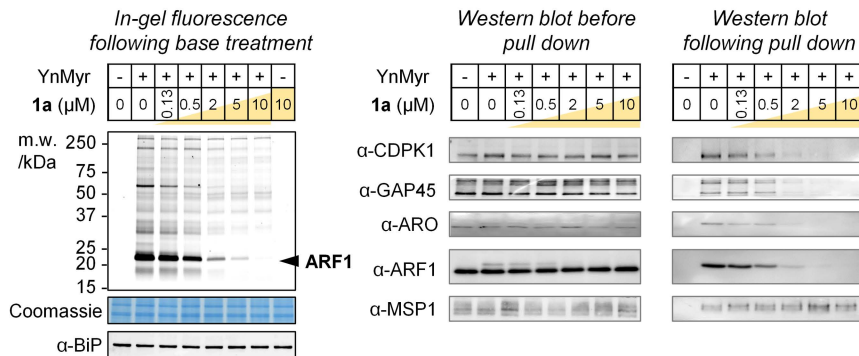 In-gel fluorescence
following base treatment
YnMyr - + + + + + + -
1a (μM) 0 0 0.13 0.5 2 5 10 10
m.w.
/kDa
250
75
50
37
25
20
15
ARF1
Coomassie
α-BiP
Western blot before
pull down
YnMyr - + + + + + +
1a (μM) 0 0 0.13 0.5 2 5 10
α-CDPK1
α-GAP45
α-ARO
α-ARF1
α-MSP1
Western blot
following pull down
- + + + + + +
0 0 0.13 0.5 2 5 10